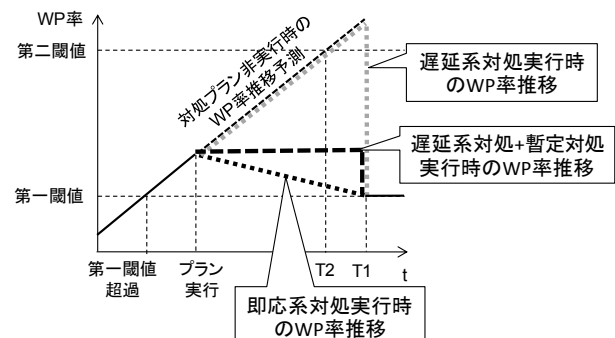 WP率
第二閾値
対処プラン非実行時の
WP率推移予測
遅延系対処実行時
のWP率推移
遅延系対処+暫定対処
実行時のWP率推移
第一閾値
第一閾値
超過
プラン
実行
T2
T1
t
即応系対処実行時
のWP率推移